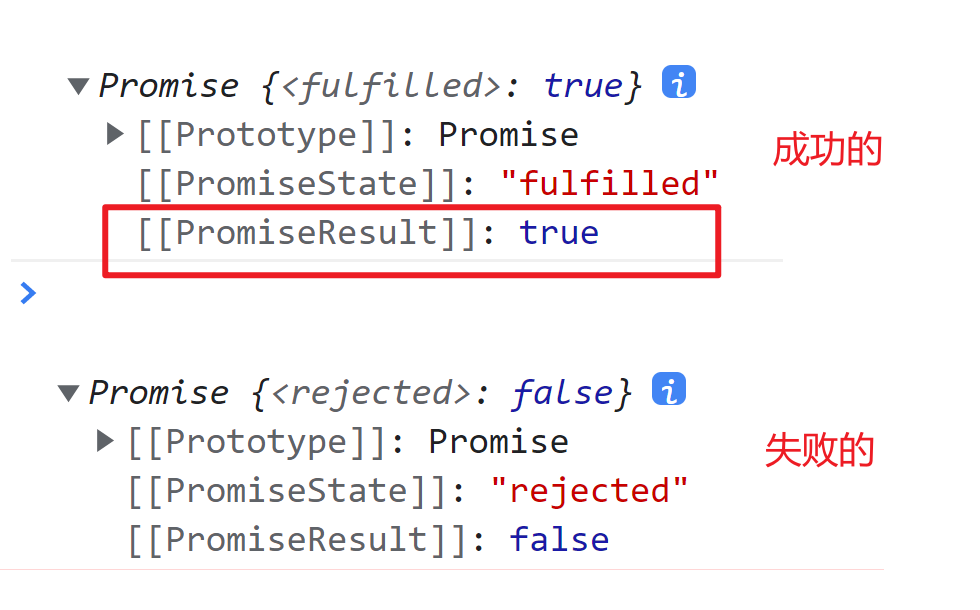 Promise {<fulfilled>: true} i
[[Prototype]]: Promise
成功的
[[PromiseState]]: "fulfilled"
[[PromiseResult]]: true
Promise {<rejected>: false} i
[[Prototype]]: Promise
失败的
[[PromiseState]]: "rejected"
[[PromiseResult]]: false